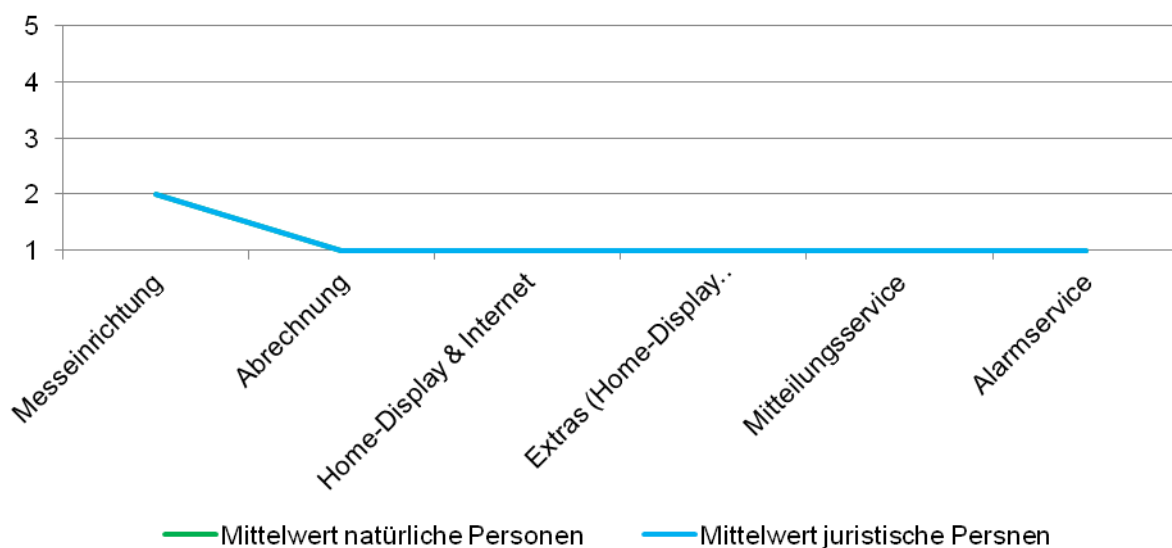 5
4
3
2
1
Messeinrichtung
Abrechnung
Home-Display & Internet
Extras (Home-Display..
Mitteilungsservice
Alarmservice
Mittelwert natürliche Personen
Mittelwert juristische Persnen